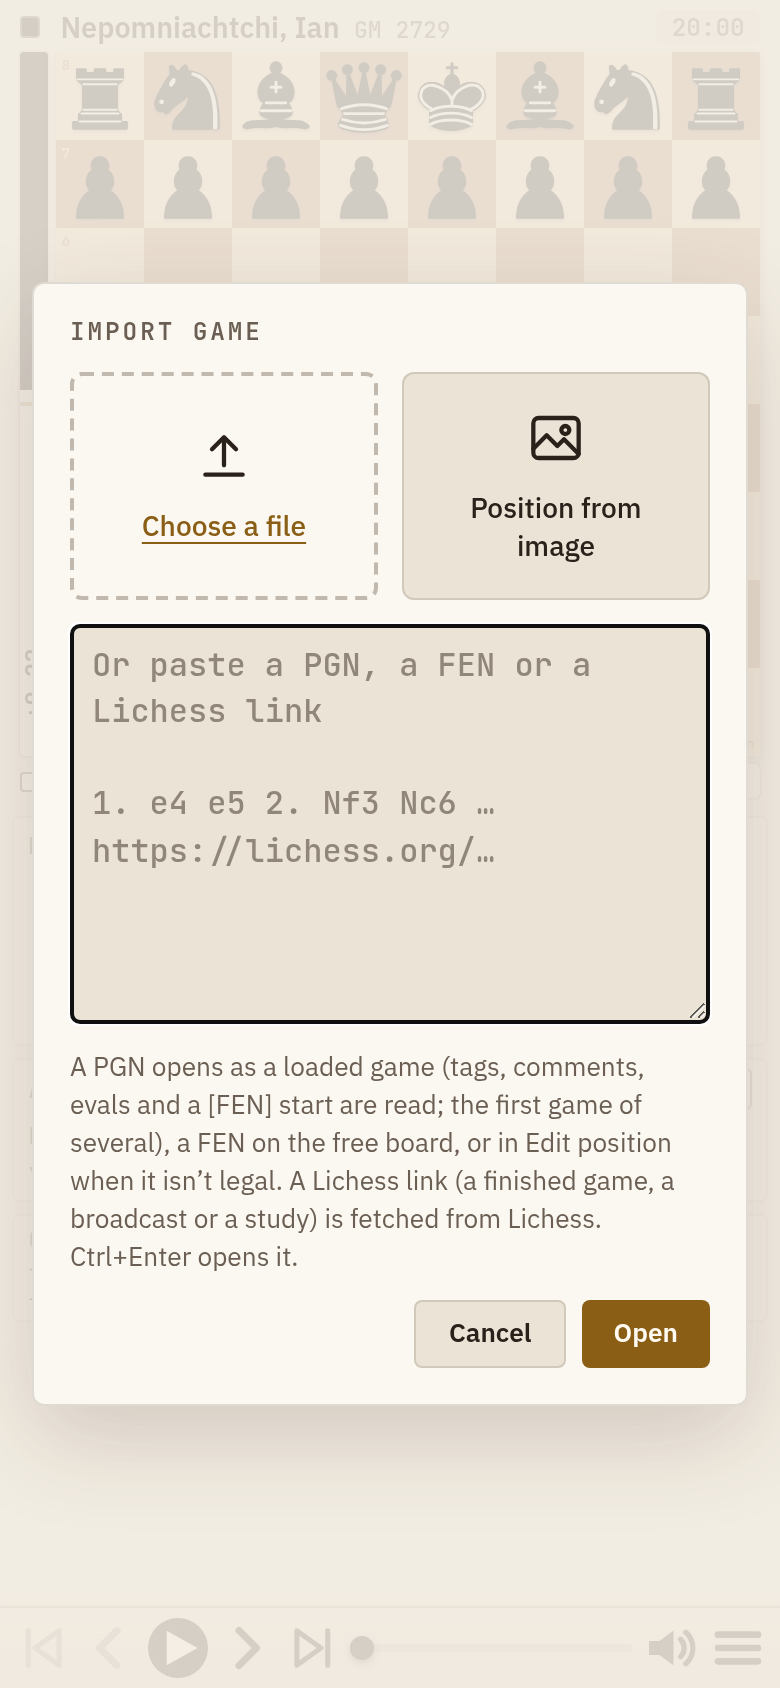 Nepomniachtchi, Ian GM 2729 20:00
8
7
6
IMPORT GAME
Choose a file
Position from
image
Or paste a PGN, a FEN or a
Lichess link
1. e4 e5 2. Nf3 Nc6 …
https://lichess.org/…
A PGN opens as a loaded game (tags, comments,
evals and a [FEN] start are read; the first game of
several), a FEN on the free board, or in Edit position
when it isn’t legal. A Lichess link (a finished game, a
broadcast or a study) is fetched from Lichess.
Ctrl+Enter opens it.
Cancel
Open